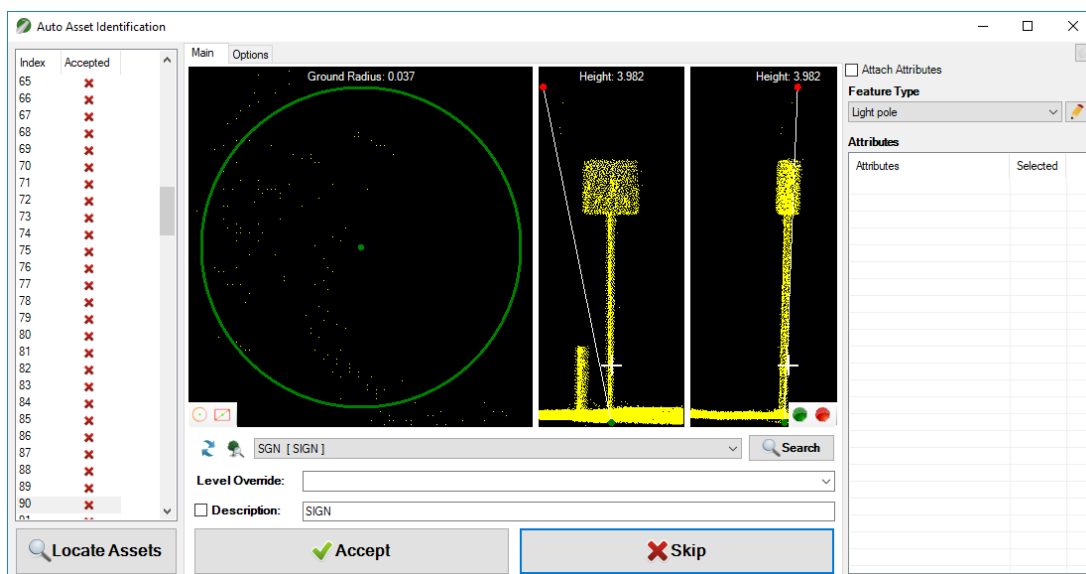 Auto Asset Identification
Index Accepted
65
66
67
68
69
70
71
72
73
74
75
76
77
78
79
80
81
82
83
84
85
86
87
88
89
90
91
Locate Assets
Main Options
Ground Radius: 0.037
Height: 3.982
Height: 3.982
SGN [ SIGN ]
Search
Level Override:
Description: SIGN
Accept
Skip
Attach Attributes
Feature Type
Light pole
Attributes
Attributes Selected